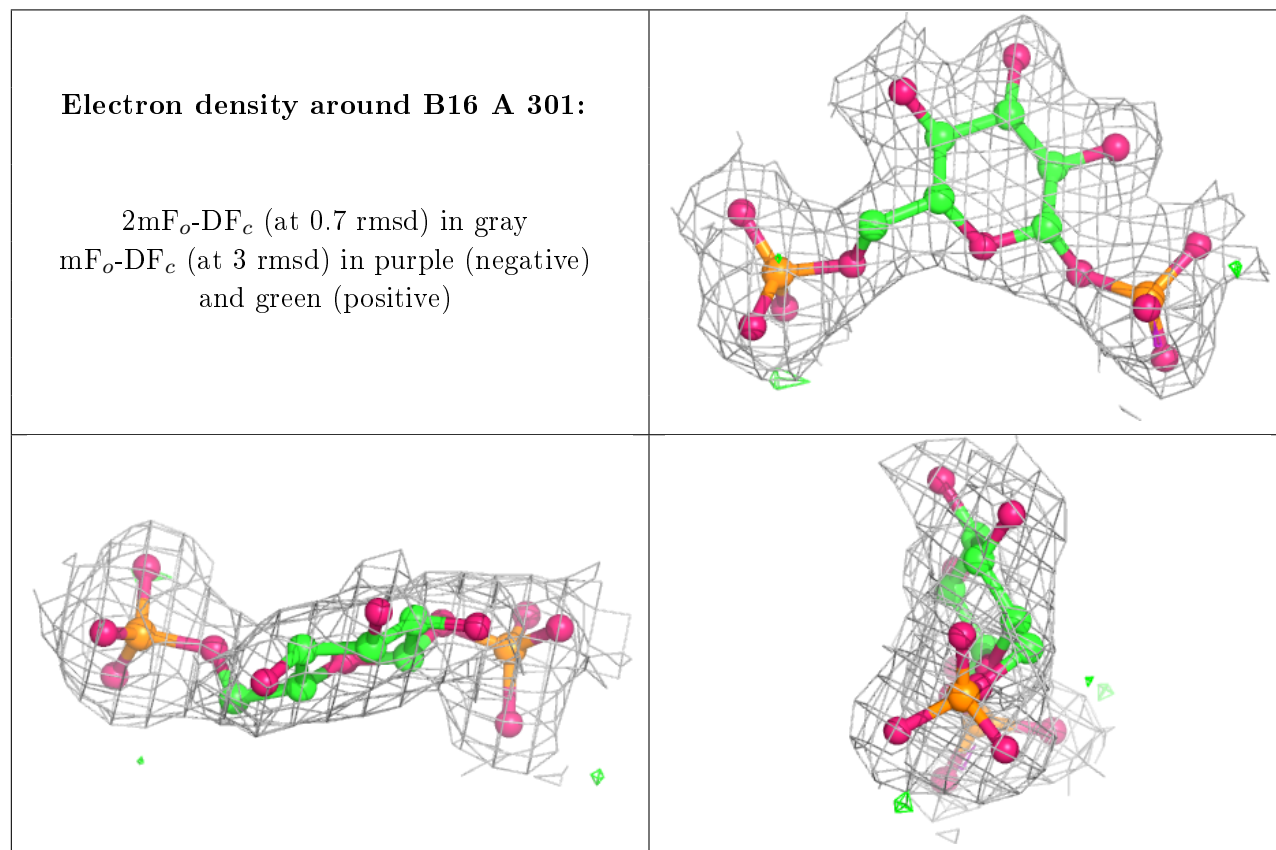 Electron density around B16 A 301:
2mFₒ-DF𝒸 (at 0.7 rmsd) in gray
mFₒ-DF𝒸 (at 3 rmsd) in purple (negative)
and green (positive)